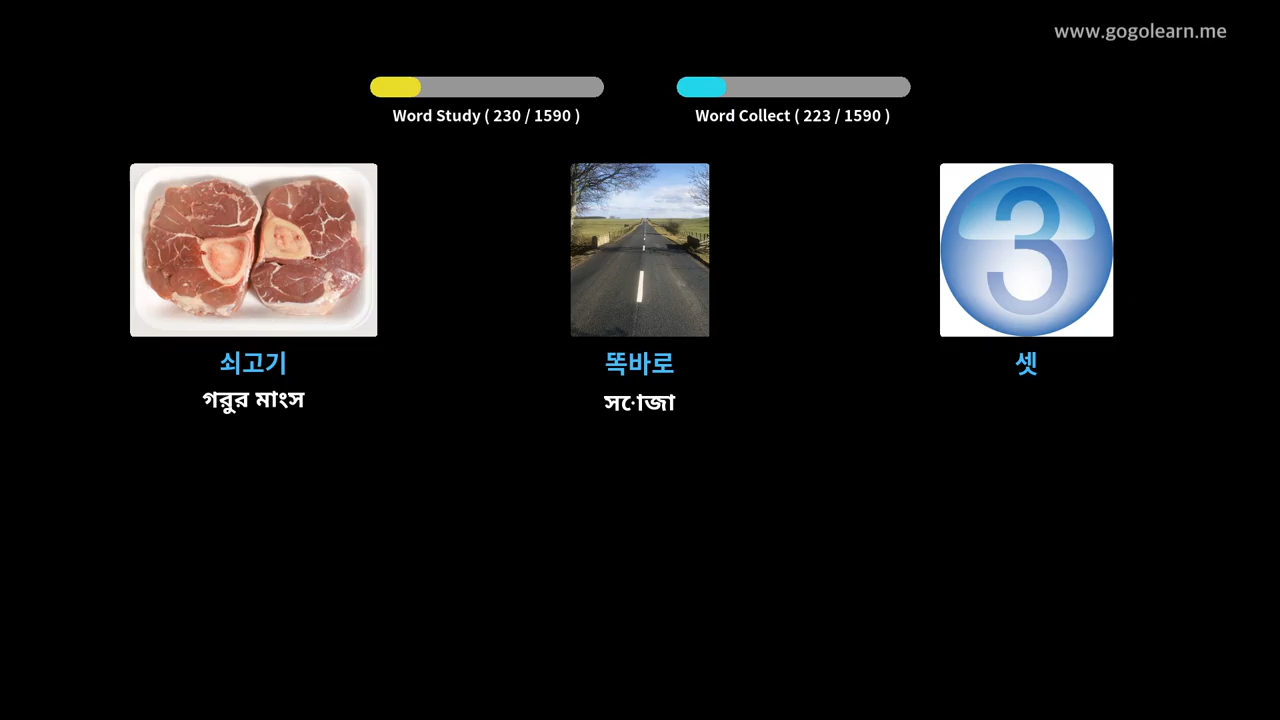 www.gogolearn.me
Word Study ( 230 / 1590 )
Word Collect ( 223 / 1590 )
3
쇠고기
똑바로
셋
গরুর মাংস
সোজা